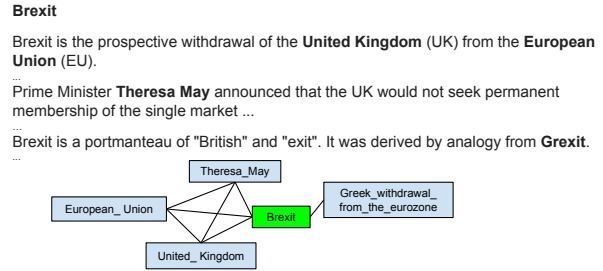 Brexit
Brexit is the prospective withdrawal of the United Kingdom (UK) from the European
Union (EU).
...
Prime Minister Theresa May announced that the UK would not seek permanent
membership of the single market ...
...
Brexit is a portmanteau of "British" and "exit". It was derived by analogy from Grexit.
...
Theresa_May
Greek_withdrawal_
from_the_eurozone
European_ Union
Brexit
United_ Kingdom